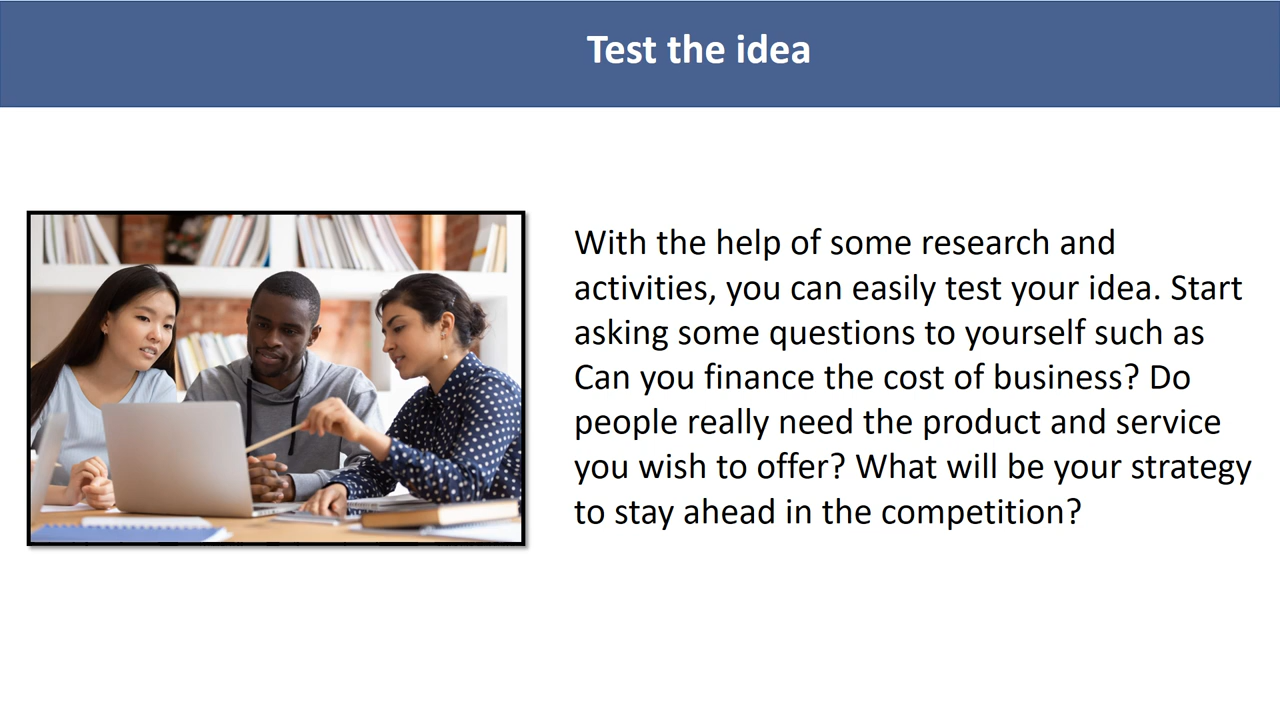 Test the idea
With the help of some research and
activities, you can easily test your idea. Start
asking some questions to yourself such as
Can you finance the cost of business? Do
people really need the product and service
you wish to offer? What will be your strategy
to stay ahead in the competition?